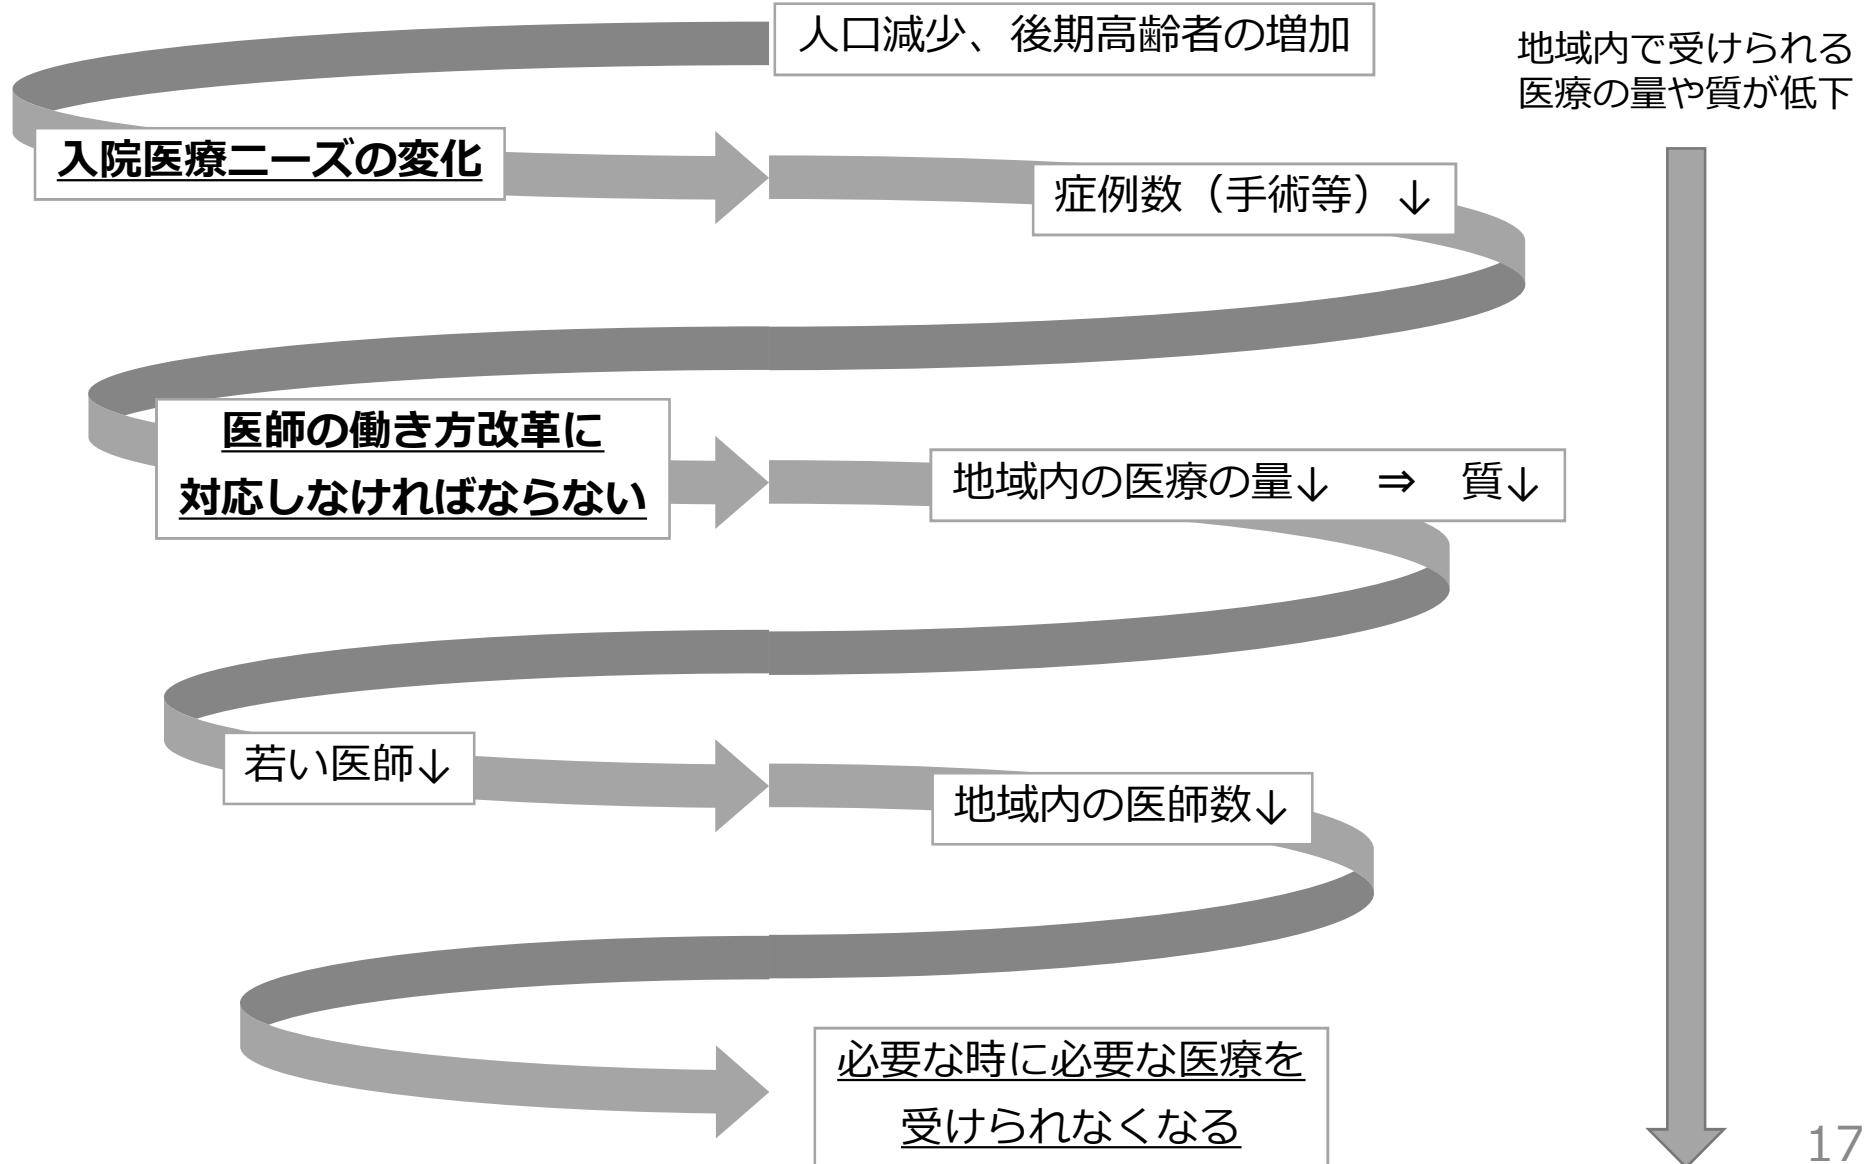 人口減少、後期高齢者の増加
地域内で受けられる
医療の量や質が低下
入院医療ニーズの変化
症例数（手術等）↓
医師の働き方改革に
対応しなければならない
地域内の医療の量↓　⇒　質↓
若い医師↓
地域内の医師数↓
必要な時に必要な医療を
受けられなくなる
17